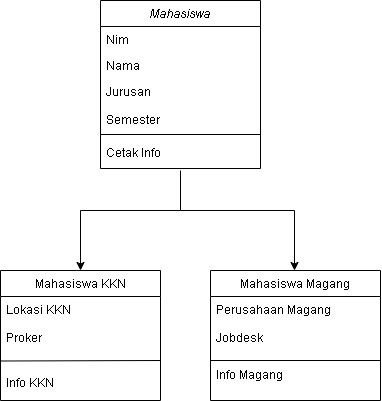 Mahasiswa
Nim
Nama
Jurusan
Semester
Cetak Info
Mahasiswa KKN
Lokasi KKN
Proker
Info KKN
Mahasiswa Magang
Perusahaan Magang
Jobdesk
Info Magang